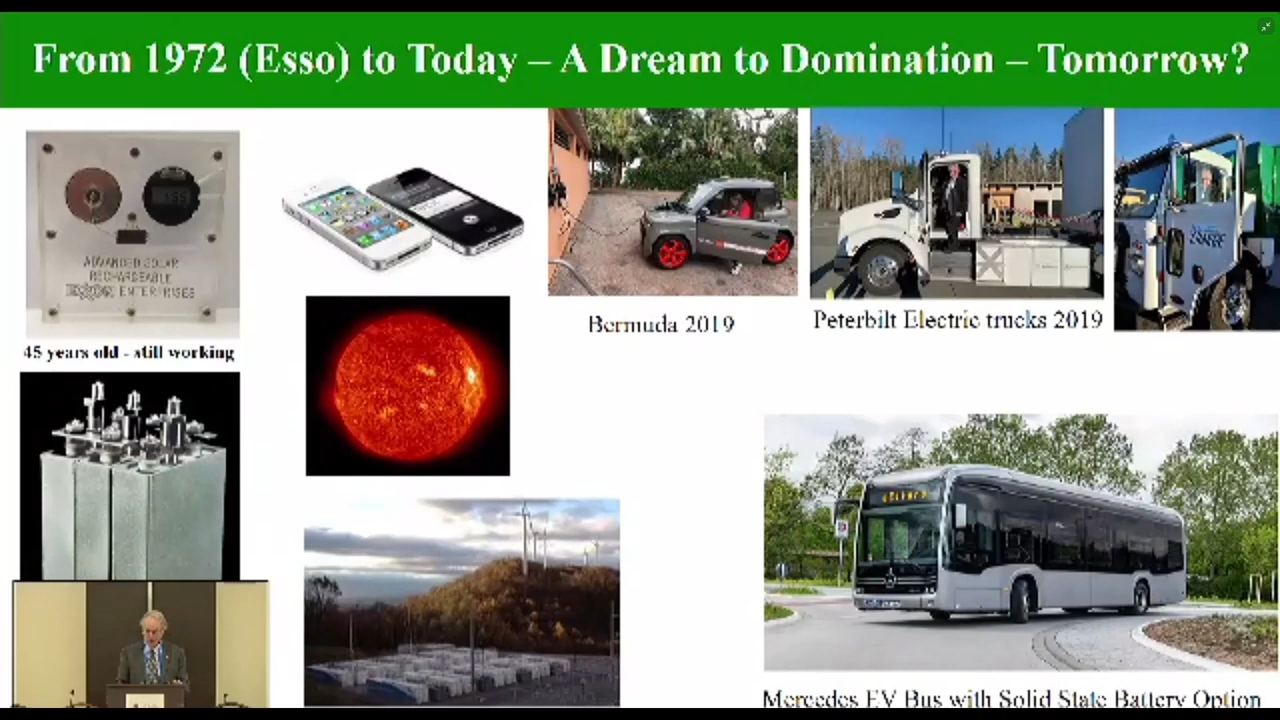 From 1972 (Esso) to Today – A Dream to Domination – Tomorrow?
ADVANCED SOLAR
RECHARGEABLE
EXXON ENTERPRISES
45 years old - still working
Bermuda 2019
Peterbilt Electric trucks 2019
Mercedes EV Bus with Solid State Battery Option